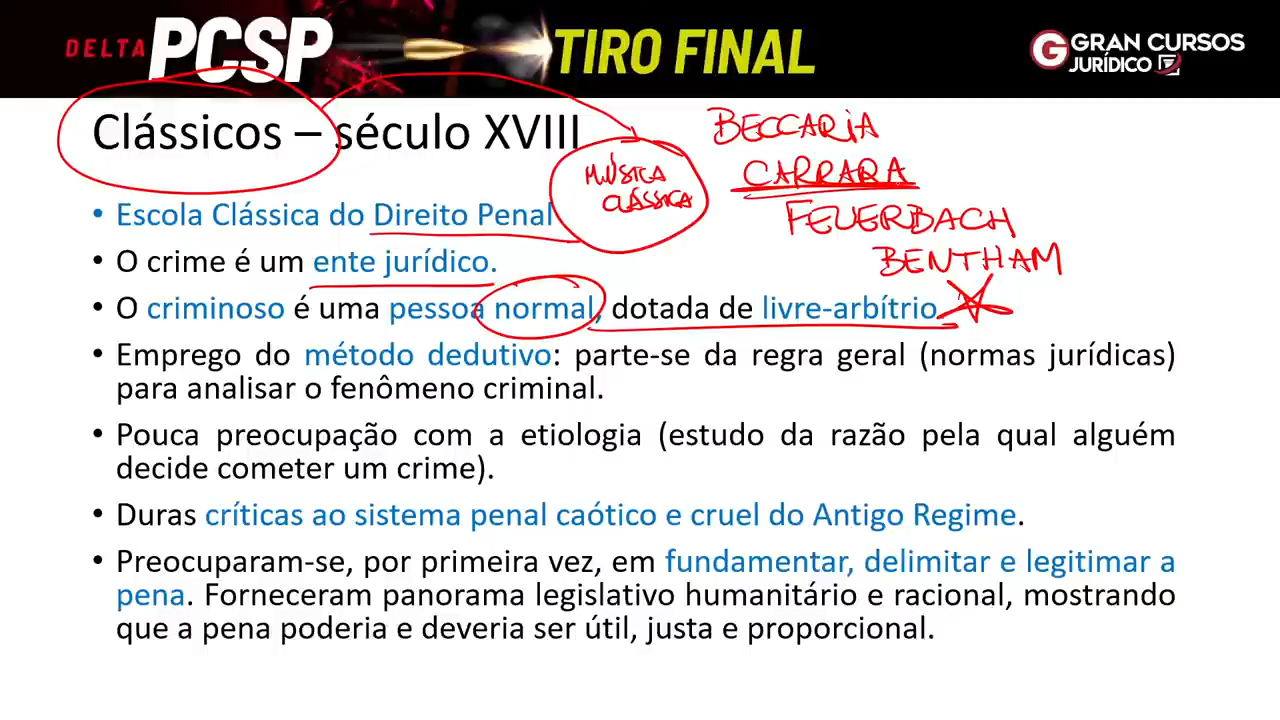 DELTA PCSP TIRO FINAL GRAN CURSOS
JURÍDICO
Clássicos – século XVIII
BECCARIA
CARRARA
FEUERBACH
BENTHAM
MÚSICA
CLÁSSICA
• Escola Clássica do Direito Penal
• O crime é um ente jurídico.
• O criminoso é uma pessoa normal, dotada de livre-arbítrio.
• Emprego do método dedutivo: parte-se da regra geral (normas jurídicas)
para analisar o fenômeno criminal.
• Pouca preocupação com a etiologia (estudo da razão pela qual alguém
decide cometer um crime).
• Duras críticas ao sistema penal caótico e cruel do Antigo Regime.
• Preocuparam-se, por primeira vez, em fundamentar, delimitar e legitimar a
pena. Forneceram panorama legislativo humanitário e racional, mostrando
que a pena poderia e deveria ser útil, justa e proporcional.